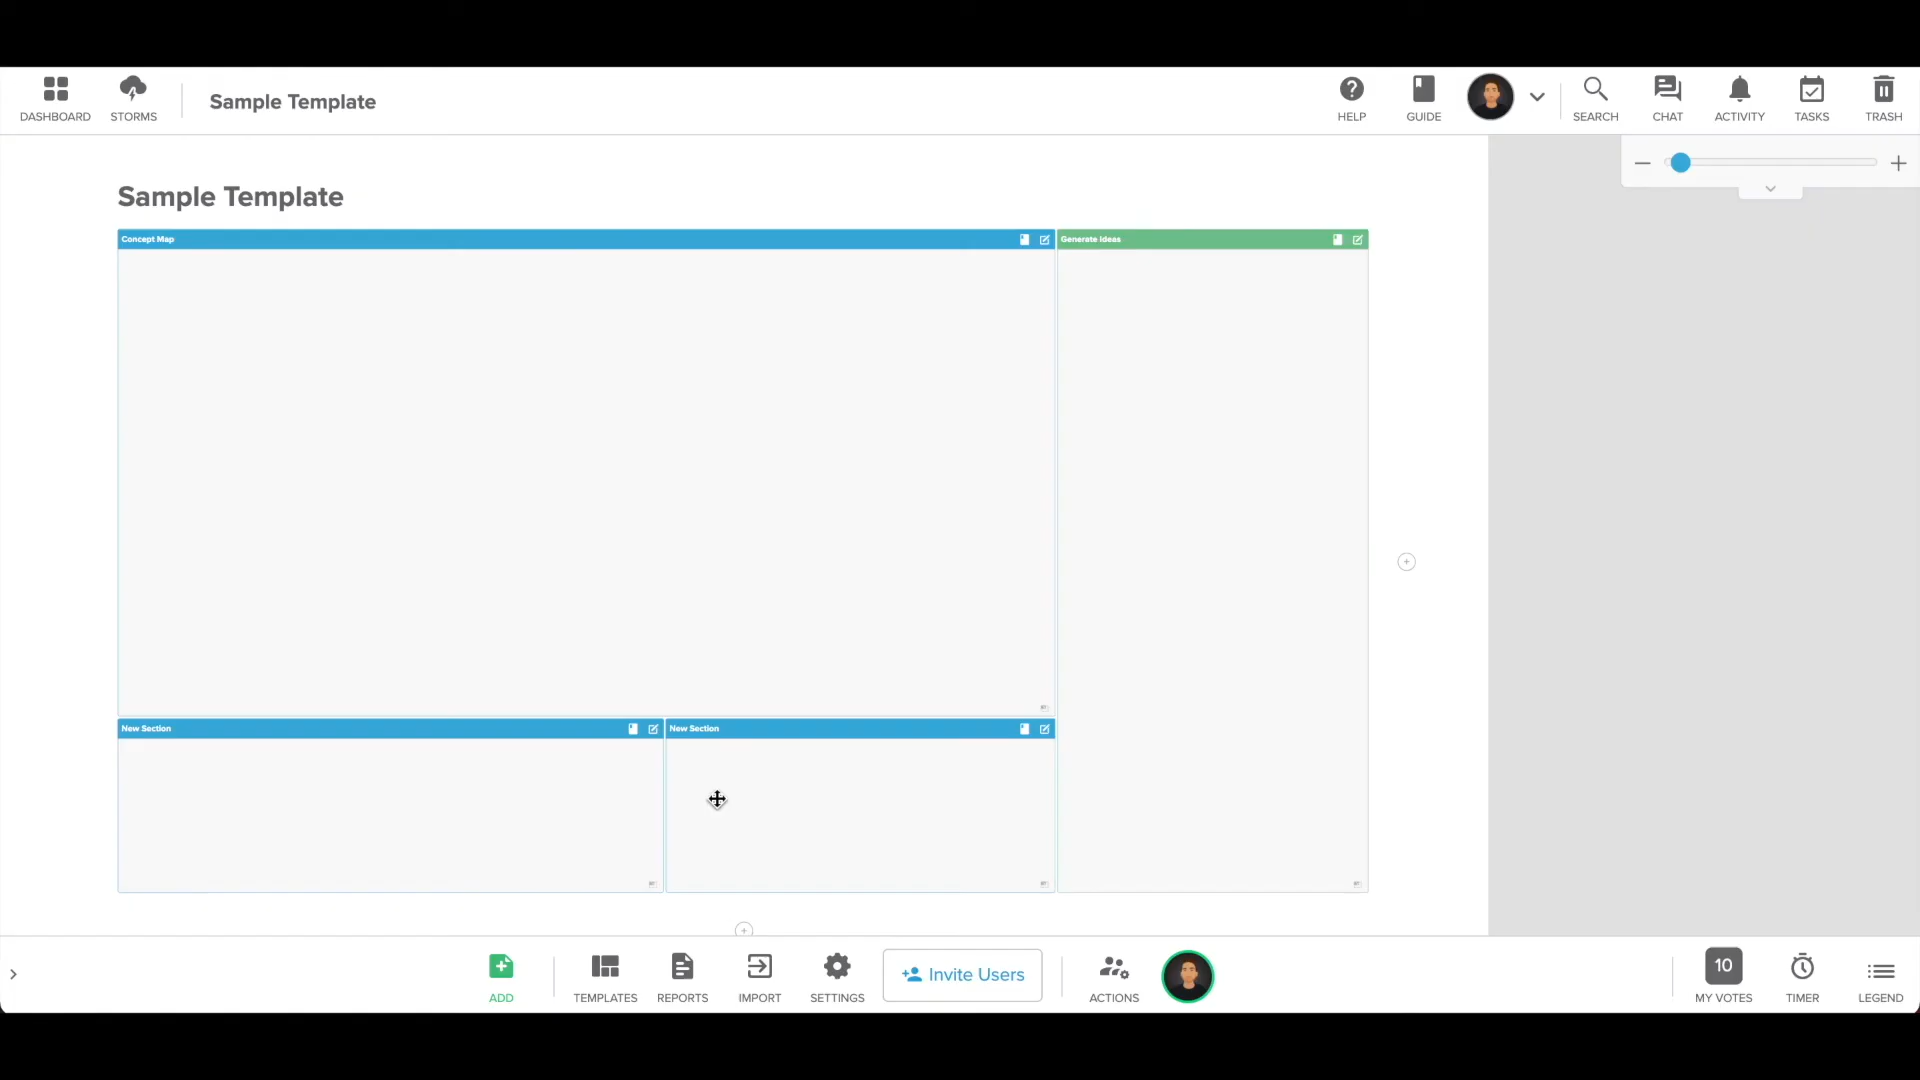 DASHBOARD
STORMS
Sample Template
HELP
GUIDE
SEARCH
CHAT
ACTIVITY
TASKS
TRASH
Sample Template
Concept Map
Generate Ideas
New Section
New Section
ADD
TEMPLATES
REPORTS
IMPORT
SETTINGS
Invite Users
ACTIONS
10
MY VOTES
TIMER
LEGEND